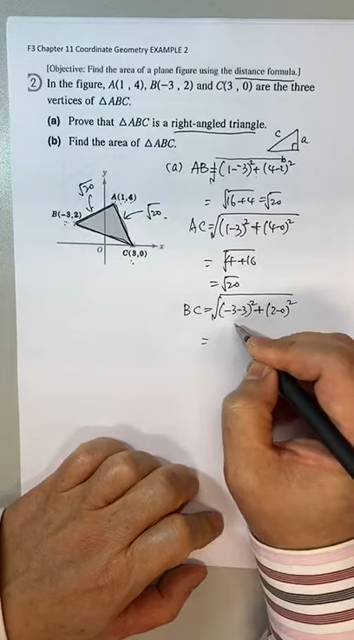 F3 Chapter 11 Coordinate Geometry EXAMPLE 2
[Objective: Find the area of a plane figure using the distance formula.]
2 In the figure, A(1 , 4), B(−3 , 2) and C(3 , 0) are the three
vertices of △ABC.
(a) Prove that △ABC is a right-angled triangle.
(b) Find the area of △ABC.
c a
b
(a) AB=√(1--3)²+(4-2)²
= √16+4 =√20
AC=√(1-3)²+(4-0)²
= √4+16
= √20
BC=√(-3-3)²+(2-0)²
=
y
√20
A(1,4)
√20
B(−3,2)
O
x
C(3,0)